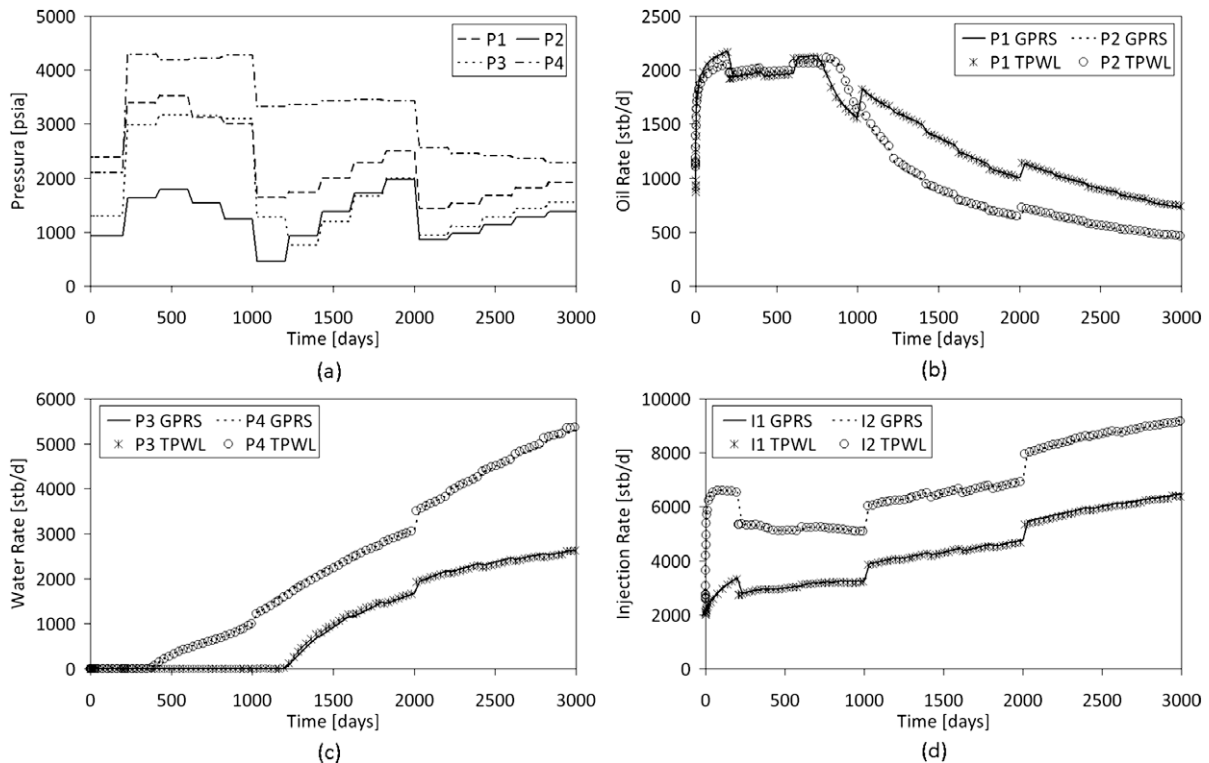 5000
4000
3000
2000
1000
0
Pressura [psia]
P1 P2
P3 P4
0 500 1000 1500 2000 2500 3000
Time [days]
(a)
2500
2000
1500
1000
500
0
Oil Rate [stb/d]
P1 GPRS P2 GPRS
P1 TPWL P2 TPWL
0 500 1000 1500 2000 2500 3000
Time [days]
(b)
6000
5000
4000
3000
2000
1000
0
Water Rate [stb/d]
P3 GPRS P4 GPRS
P3 TPWL P4 TPWL
0 500 1000 1500 2000 2500 3000
Time [days]
(c)
10000
8000
6000
4000
2000
0
Injection Rate [stb/d]
I1 GPRS I2 GPRS
I1 TPWL I2 TPWL
0 500 1000 1500 2000 2500 3000
Time [days]
(d)